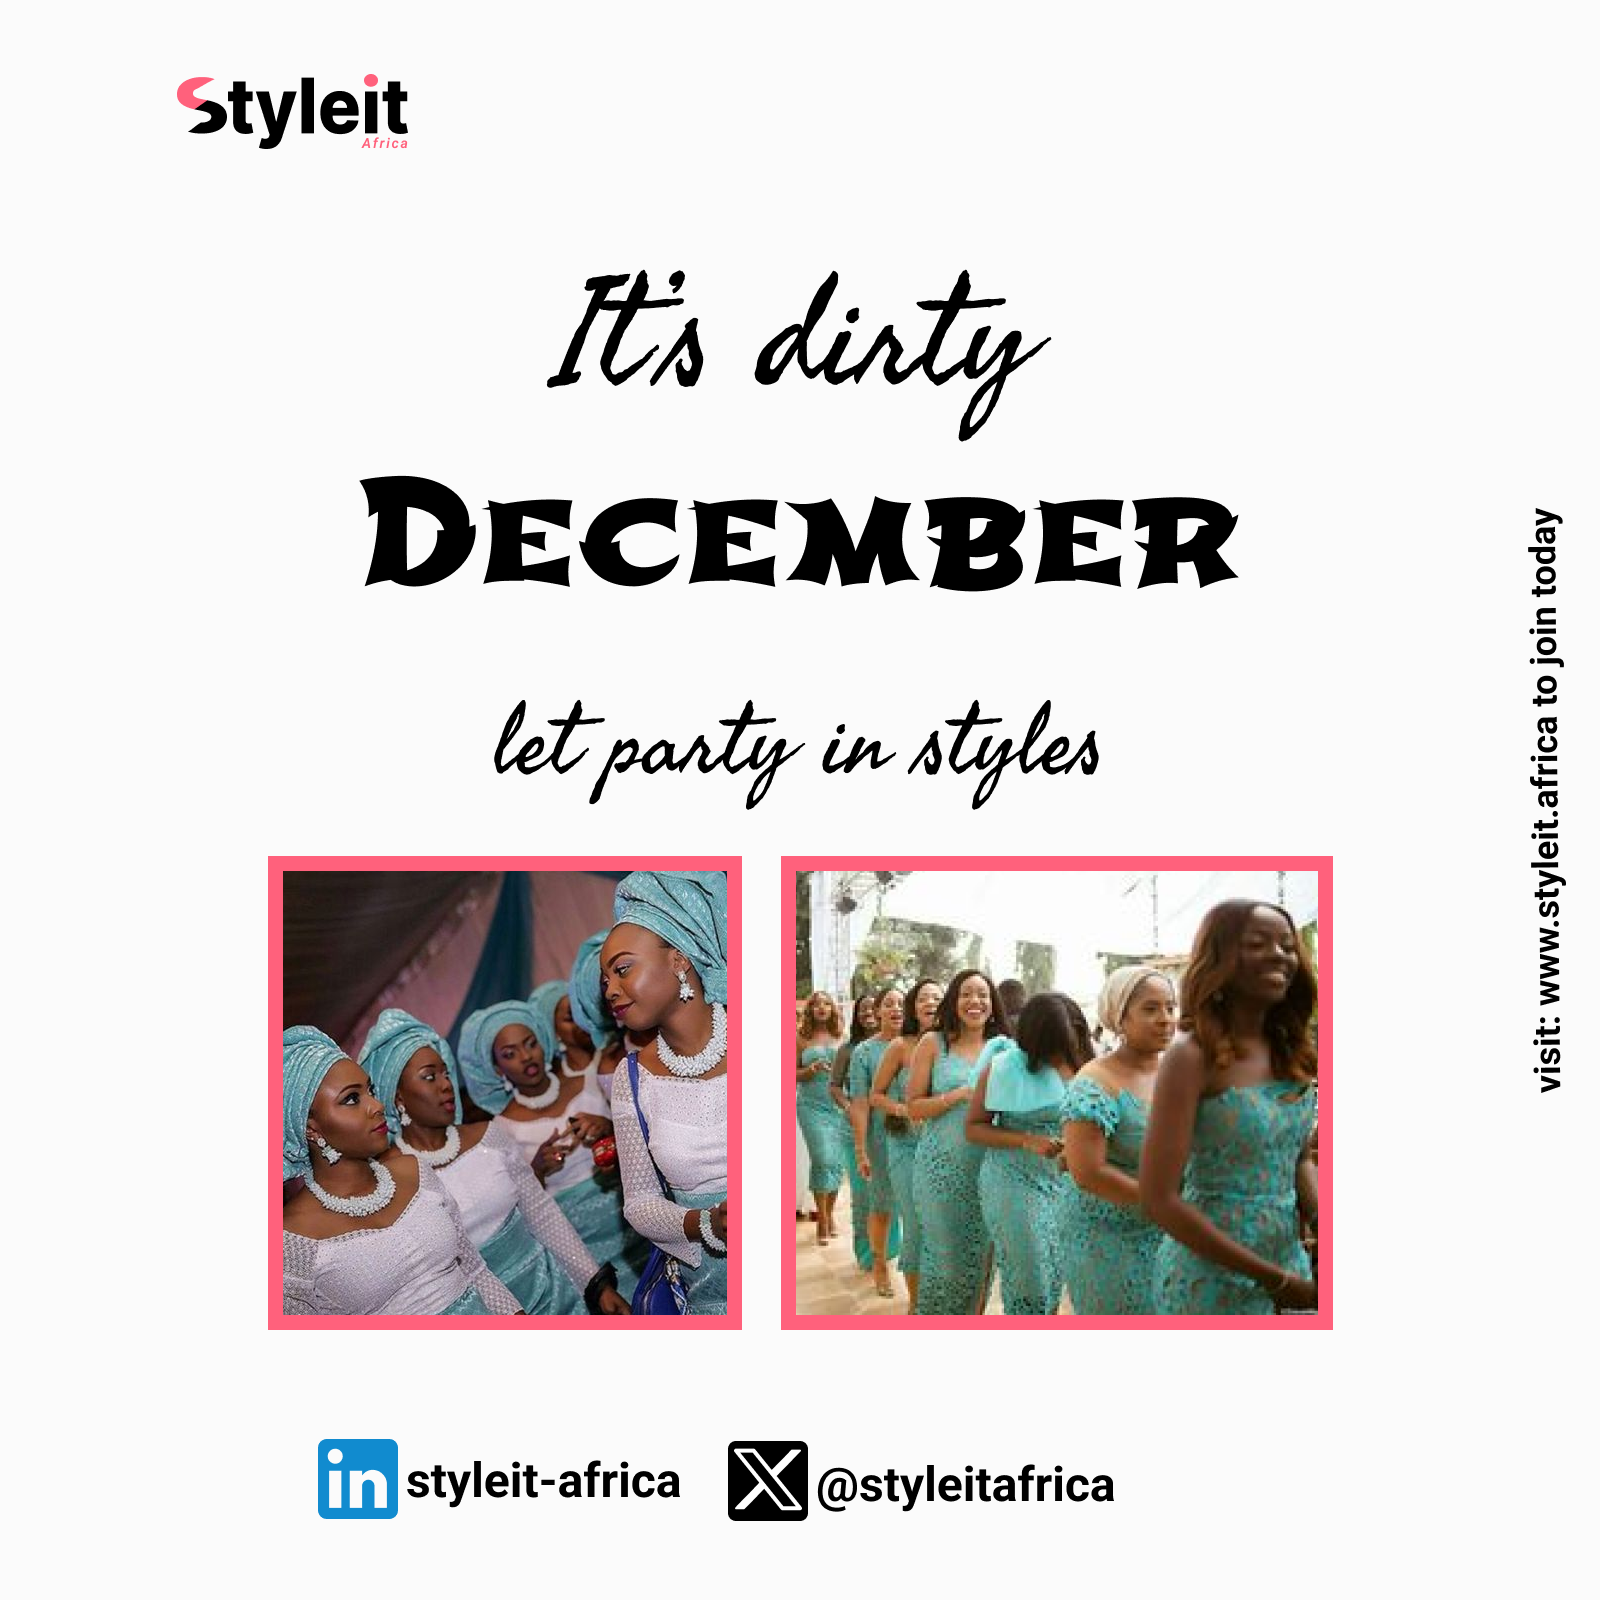 Styleit
Africa
It's dirty
DECEMBER
let party in styles
visit: www.styleit.africa to join today
in styleit-africa
X @styleitafrica